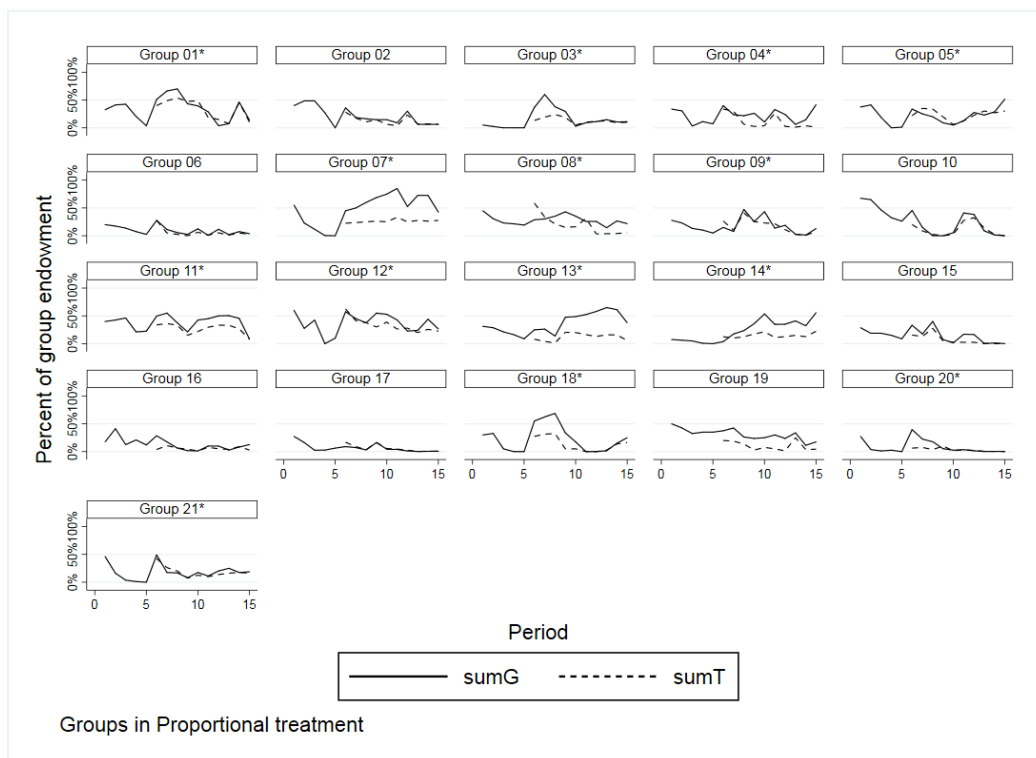 Group 01* Group 02 Group 03* Group 04* Group 05*
0% 50% 100%
Group 06 Group 07* Group 08* Group 09* Group 10
0% 50% 100%
Group 11* Group 12* Group 13* Group 14* Group 15
0% 50% 100%
Group 16 Group 17 Group 18* Group 19 Group 20*
0% 50% 100%
0 5 10 15 0 5 10 15 0 5 10 15 0 5 10 15
Group 21*
0% 50% 100%
0 5 10 15
Percent of group endowment
Period
sumG sumT
Groups in Proportional treatment